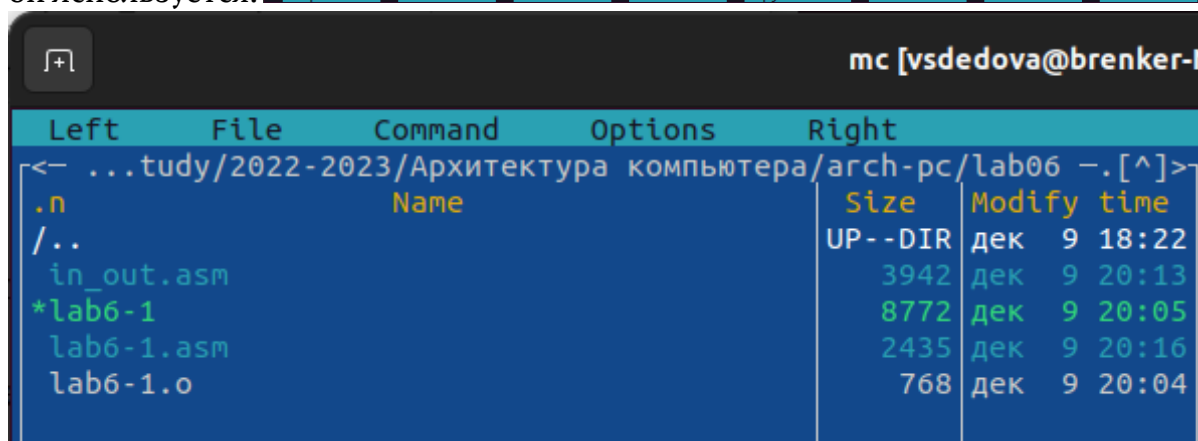 он используется.
mc [vsdedova@brenker-
Left File Command Options Right
<— ...tudy/2022-2023/Архитектура компьютера/arch-pc/lab06 —.[^]>
.n Name Size Modify time
/.. UP--DIR дек 9 18:22
in_out.asm 3942 дек 9 20:13
*lab6-1 8772 дек 9 20:05
lab6-1.asm 2435 дек 9 20:16
lab6-1.o 768 дек 9 20:04